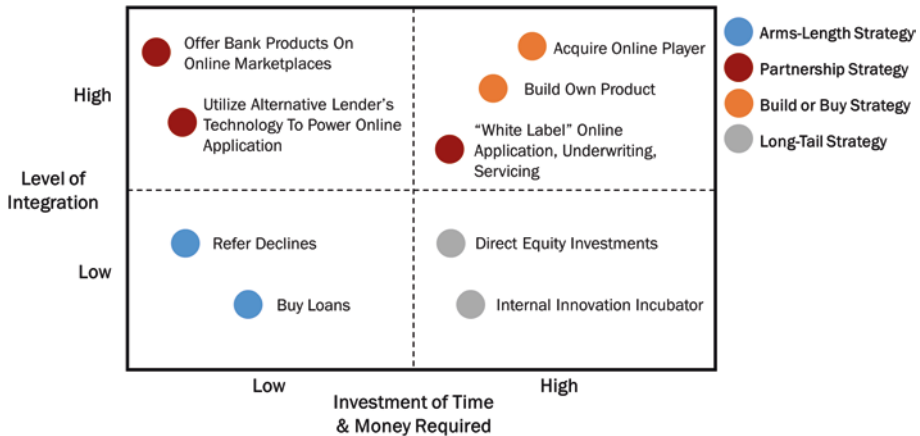 Offer Bank Products On
Online Marketplaces
Utilize Alternative Lender's
Technology To Power Online
Application
Acquire Online Player
Build Own Product
"White Label" Online
Application, Underwriting,
Servicing
Refer Declines
Buy Loans
Direct Equity Investments
Internal Innovation Incubator
High
Level of
Integration
Low
Low
High
Investment of Time
& Money Required
Arms-Length Strategy
Partnership Strategy
Build or Buy Strategy
Long-Tail Strategy